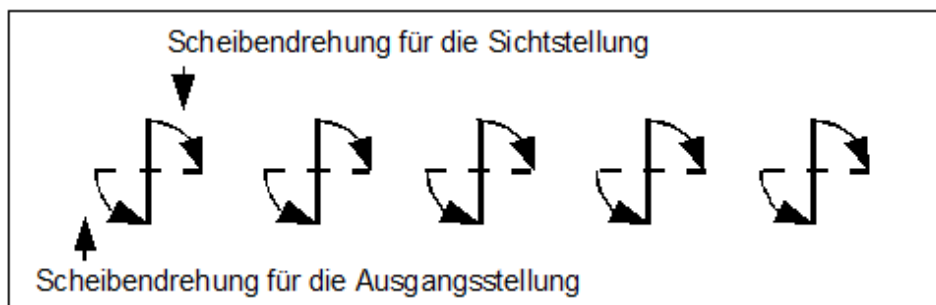 Scheibendrehung für die Sichtstellung
Scheibendrehung für die Ausgangsstellung